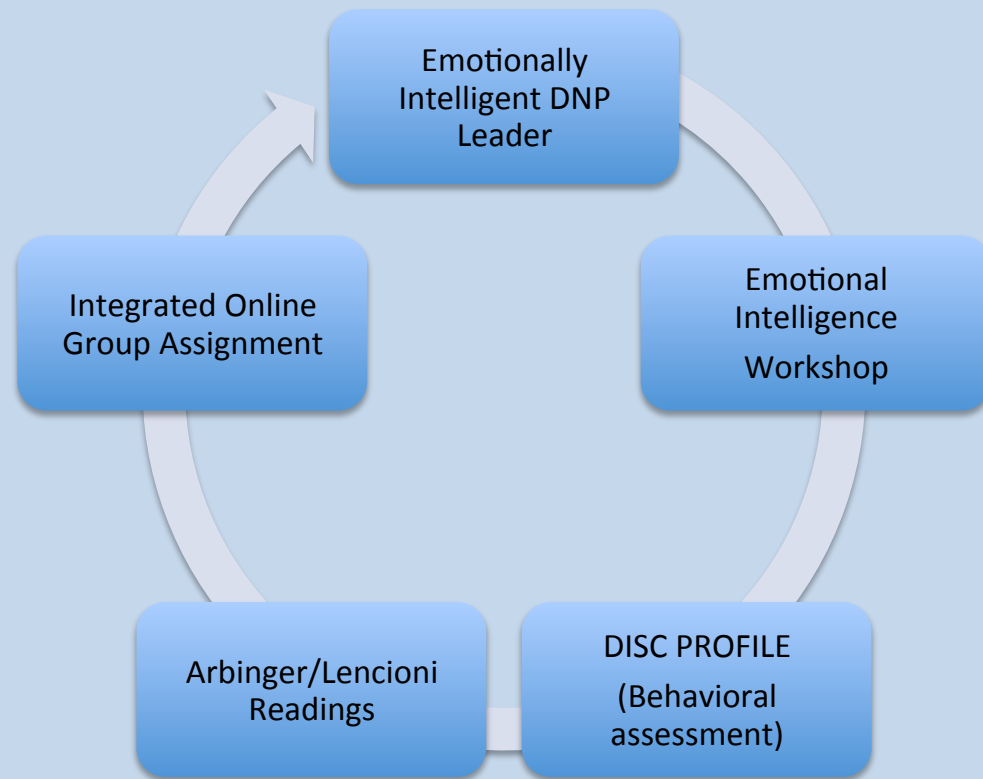 Emotionally
Intelligent DNP
Leader
Emotional
Intelligence
Workshop
DISC PROFILE
(Behavioral
assessment)
Arbinger/Lencioni
Readings
Integrated Online
Group Assignment